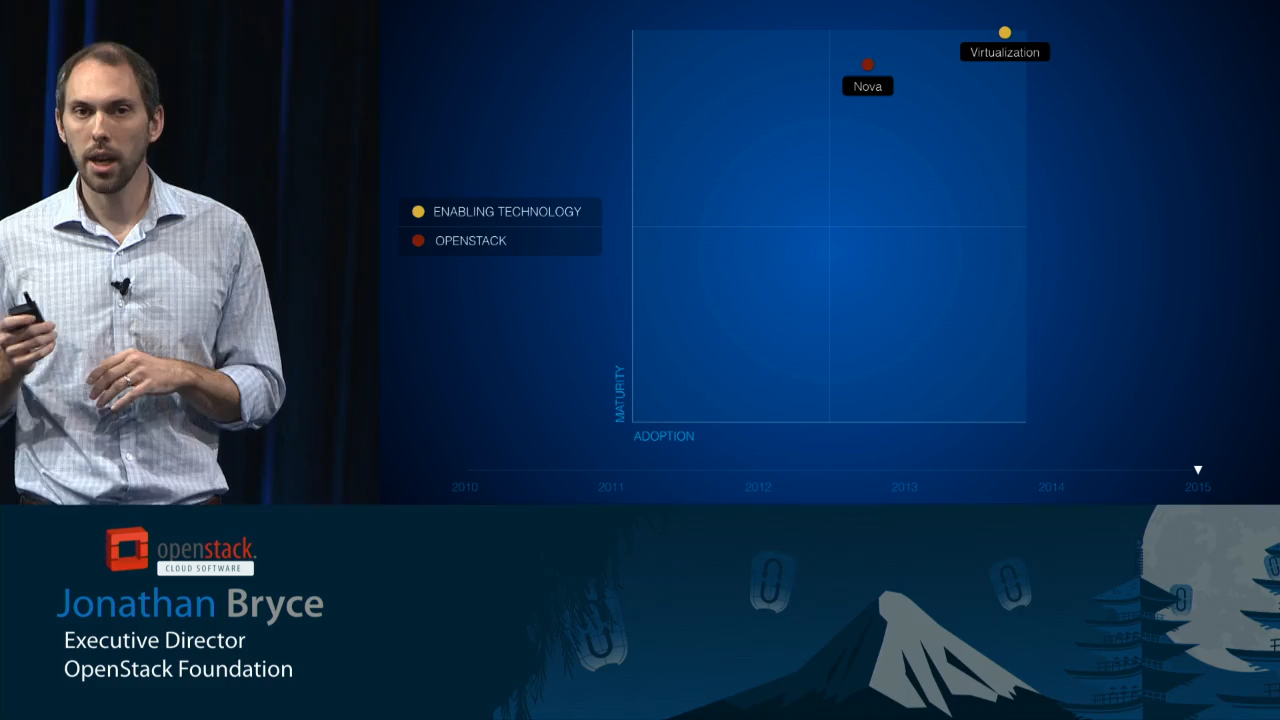 Virtualization
Nova
ENABLING TECHNOLOGY
OPENSTACK
MATURITY
ADOPTION
2010
2011
2012
2013
2014
2015
openstack.
CLOUD SOFTWARE
Jonathan Bryce
Executive Director
OpenStack Foundation